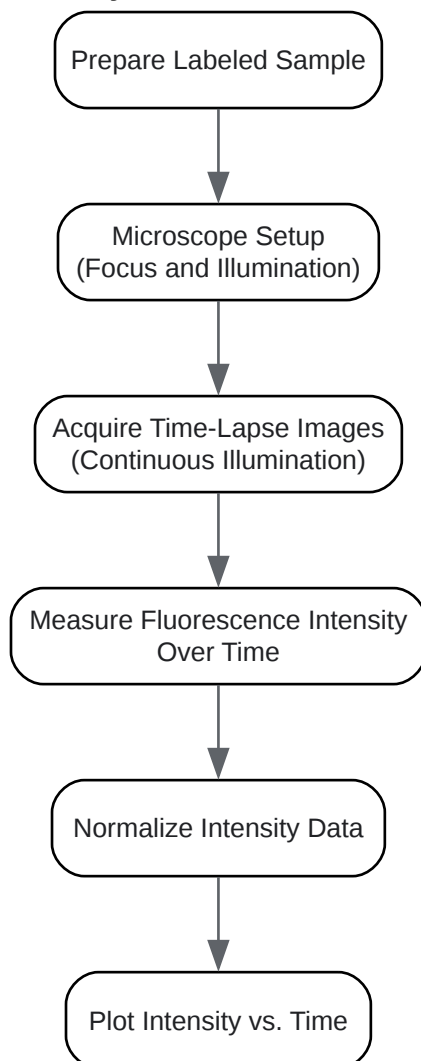 Prepare Labeled Sample
Microscope Setup
(Focus and Illumination)
Acquire Time-Lapse Images
(Continuous Illumination)
Measure Fluorescence Intensity
Over Time
Normalize Intensity Data
Plot Intensity vs. Time